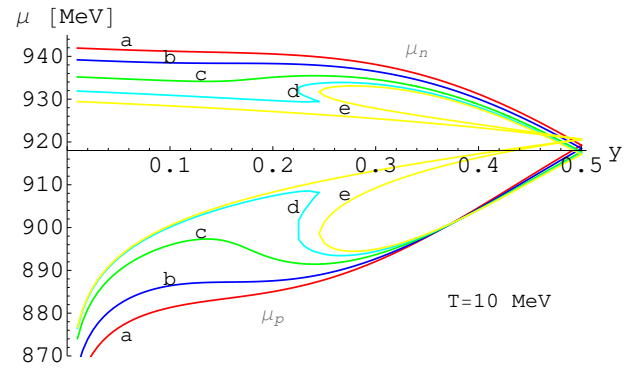 μ [MeV]
a
940
b
μn
c
930
d
e
920
0.1 0.2 0.3 0.4 0.5 y
910
e
d
900
c
890
b
880
T=10 MeV
μp
a
870